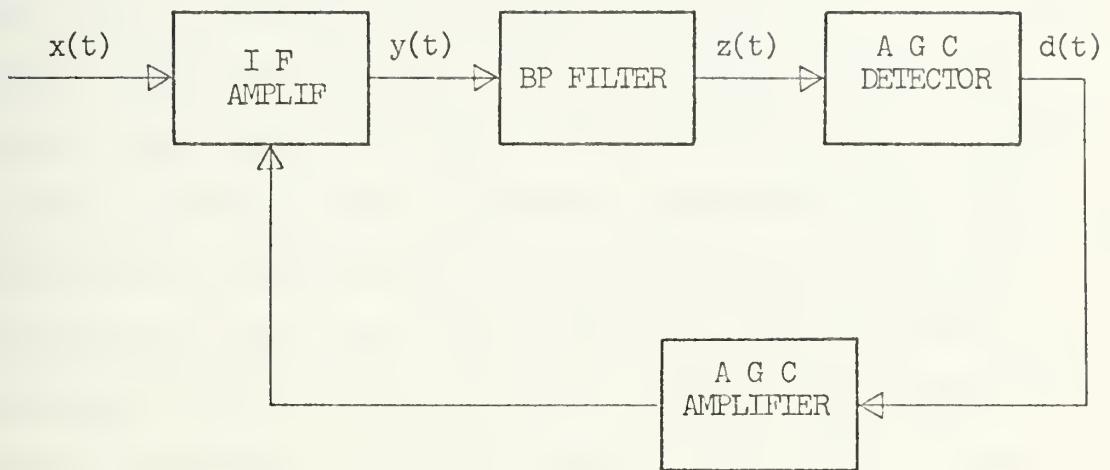 x(t)
I F
AMPLIF
y(t)
BP FILTER
z(t)
A G C
DETECTOR
d(t)
A G C
AMPLIFIER